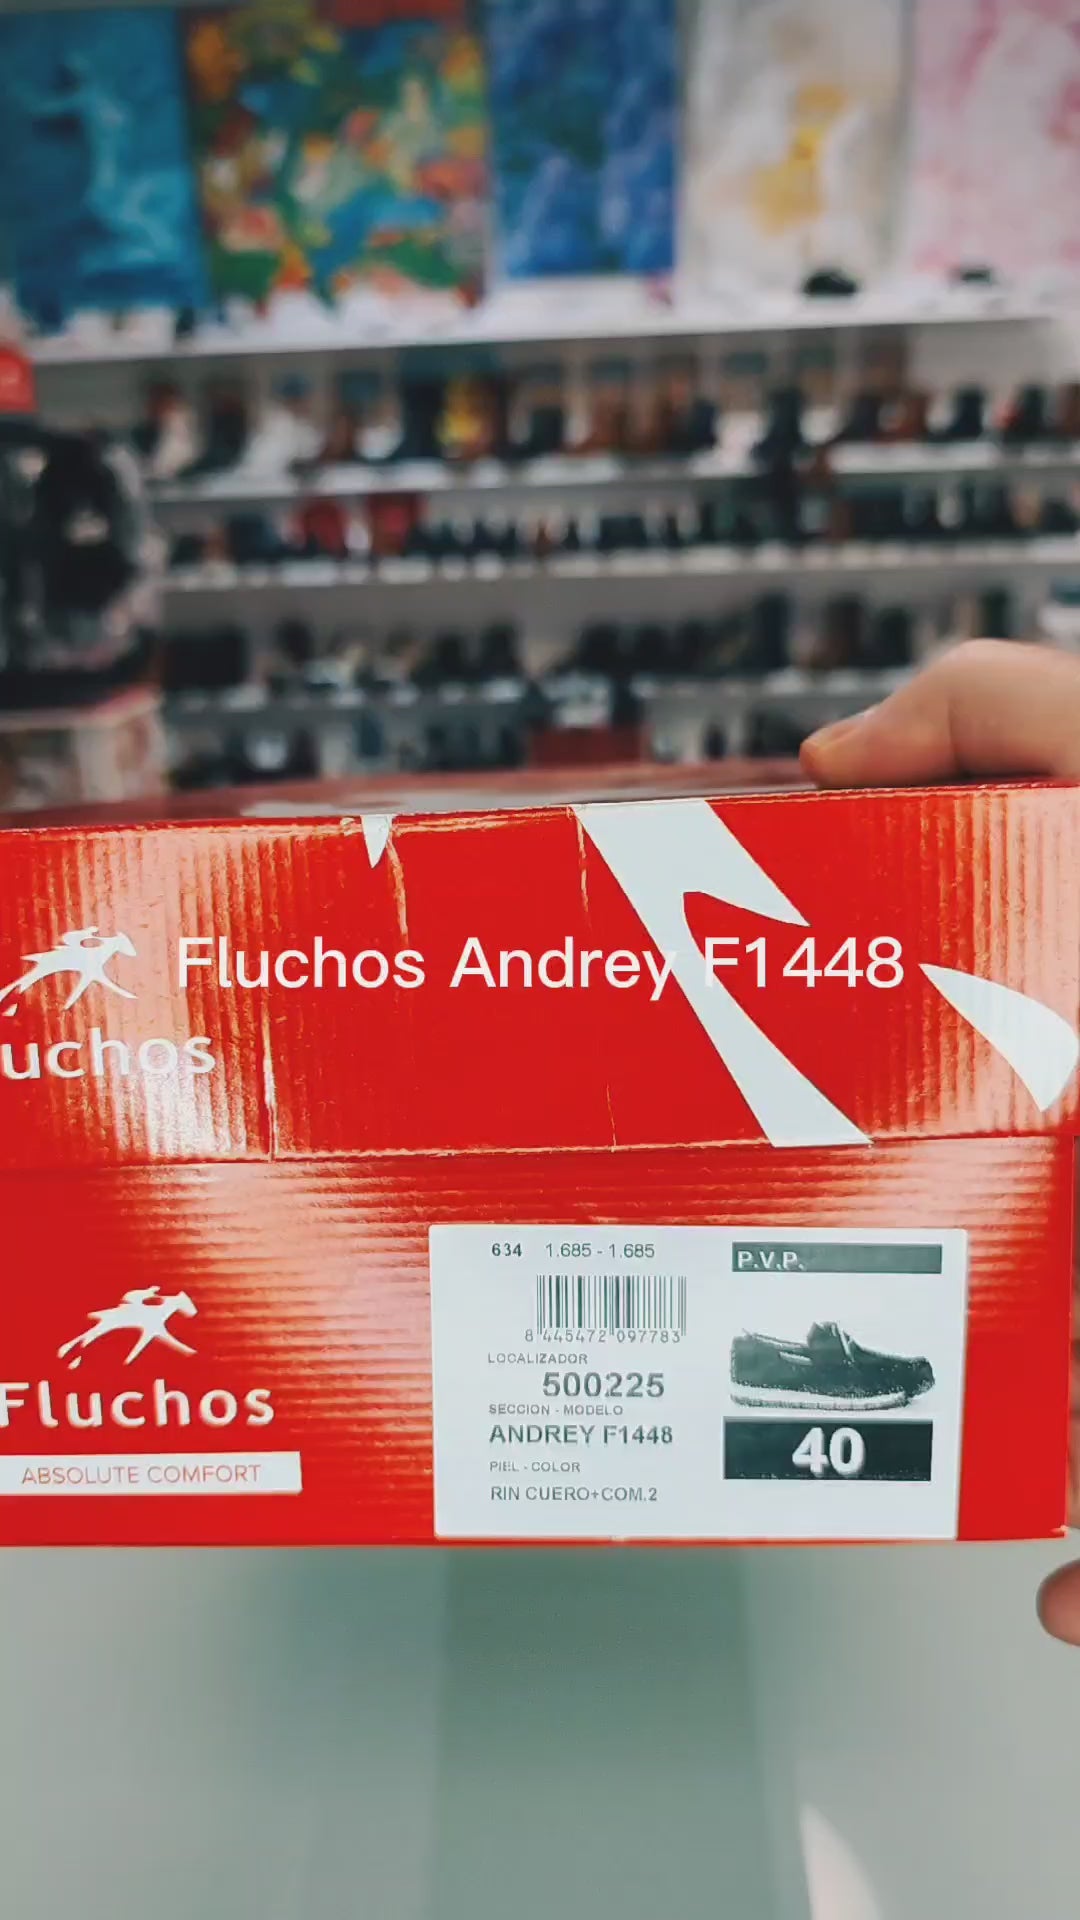 Fluchos Andrey F1448
uchos
634 1.685 - 1.685
P.V.P.
8 445472 097783
LOCALIZADOR
500225
SECCION - MODELO
ANDREY F1448
PIEL - COLOR
RIN CUERO+COM.2
40
Fluchos
ABSOLUTE COMFORT